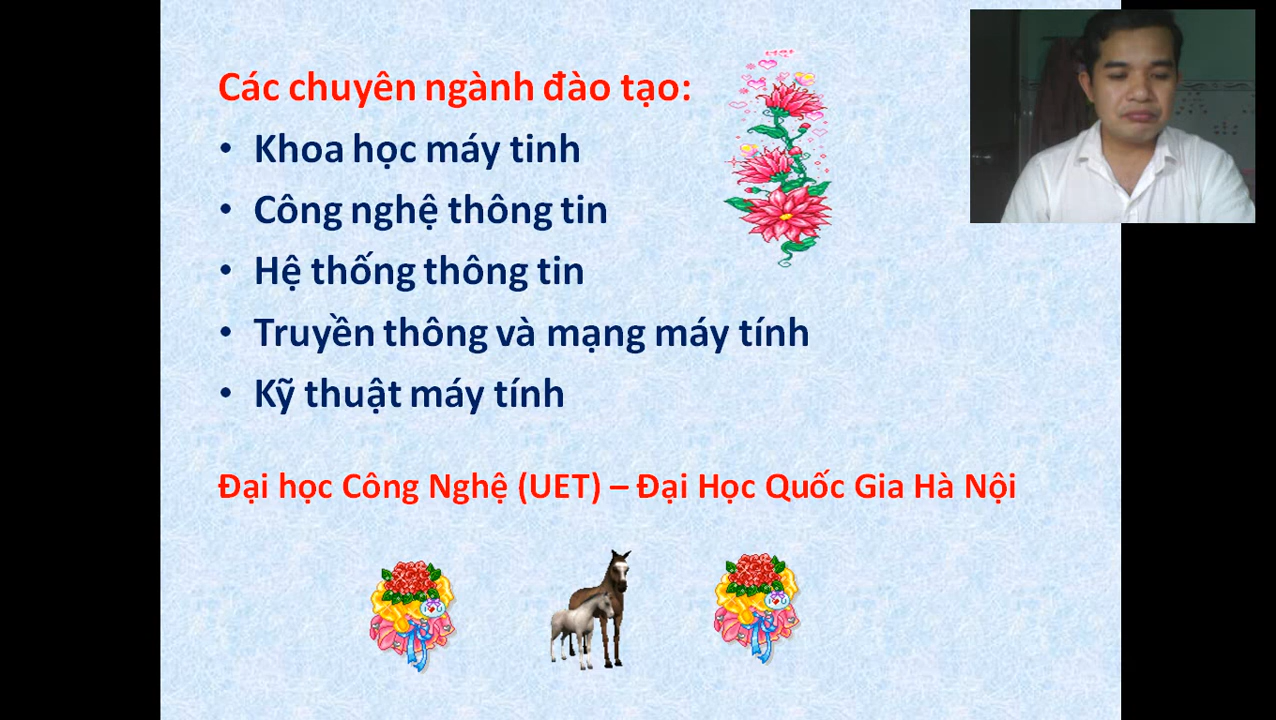 Các chuyên ngành đào tạo:
• Khoa học máy tinh
• Công nghệ thông tin
• Hệ thống thông tin
• Truyền thông và mạng máy tính
• Kỹ thuật máy tính
Đại học Công Nghệ (UET) – Đại Học Quốc Gia Hà Nội